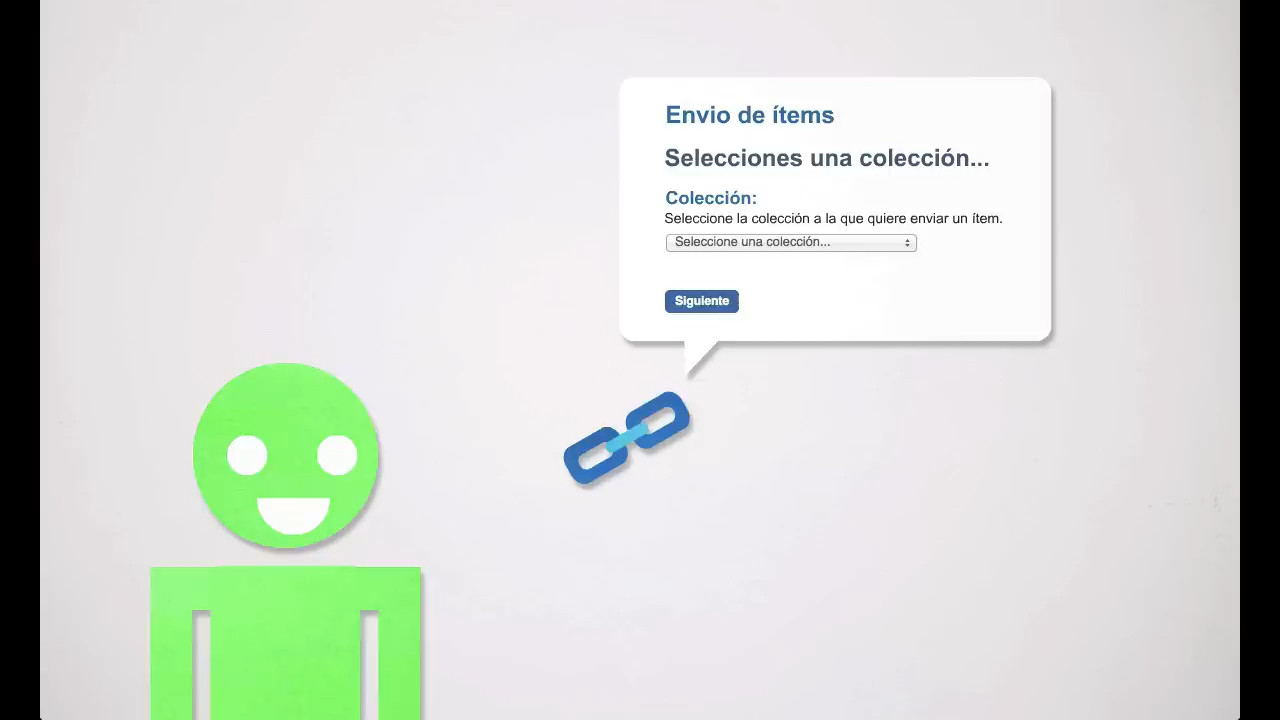 Envio de ítems
Selecciones una colección...
Colección:
Seleccione la colección a la que quiere enviar un ítem.
Seleccione una colección...
Siguiente